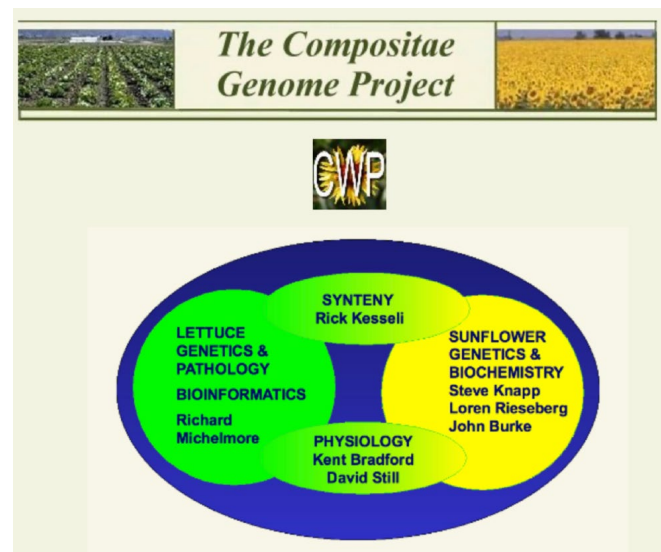 The Compositae
Genome Project
CWP
SYNTENY
Rick Kesseli
LETTUCE
GENETICS &
PATHOLOGY
BIOINFORMATICS
Richard
Michelmore
SUNFLOWER
GENETICS &
BIOCHEMISTRY
Steve Knapp
Loren Rieseberg
John Burke
PHYSIOLOGY
Kent Bradford
David Still